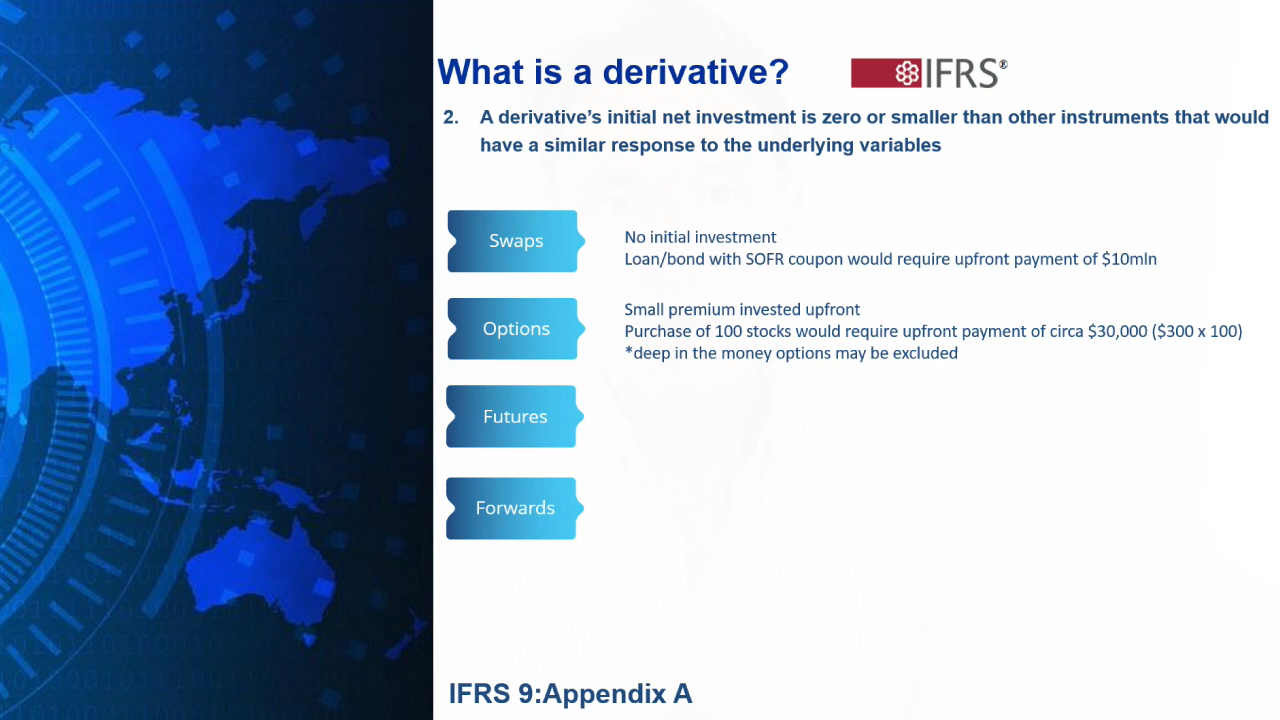 What is a derivative?
IFRS®
2. A derivative’s initial net investment is zero or smaller than other instruments that would
have a similar response to the underlying variables
Swaps
No initial investment
Loan/bond with SOFR coupon would require upfront payment of $10mln
Options
Small premium invested upfront
Purchase of 100 stocks would require upfront payment of circa $30,000 ($300 x 100)
*deep in the money options may be excluded
Futures
Forwards
IFRS 9:Appendix A